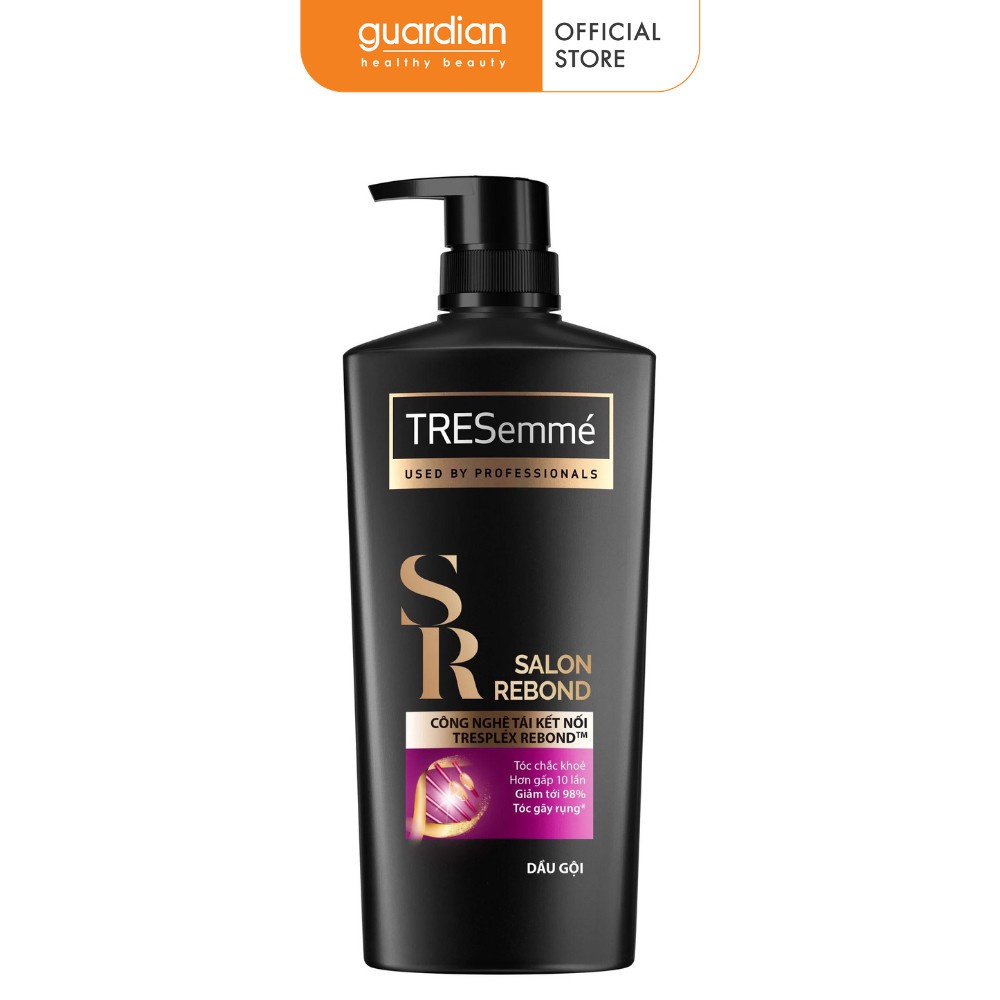 guardian
healthy beauty
OFFICIAL
STORE
TRESemmé
USED BY PROFESSIONALS
SR
SALON
REBOND
CÔNG NGHỆ TÁI KẾT NỐI
TRESPLEX REBOND™
Tóc chắc khoẻ
Hơn gấp 10 lần
Giảm tới 98%
Tóc gãy rụng*
DẦU GỘI